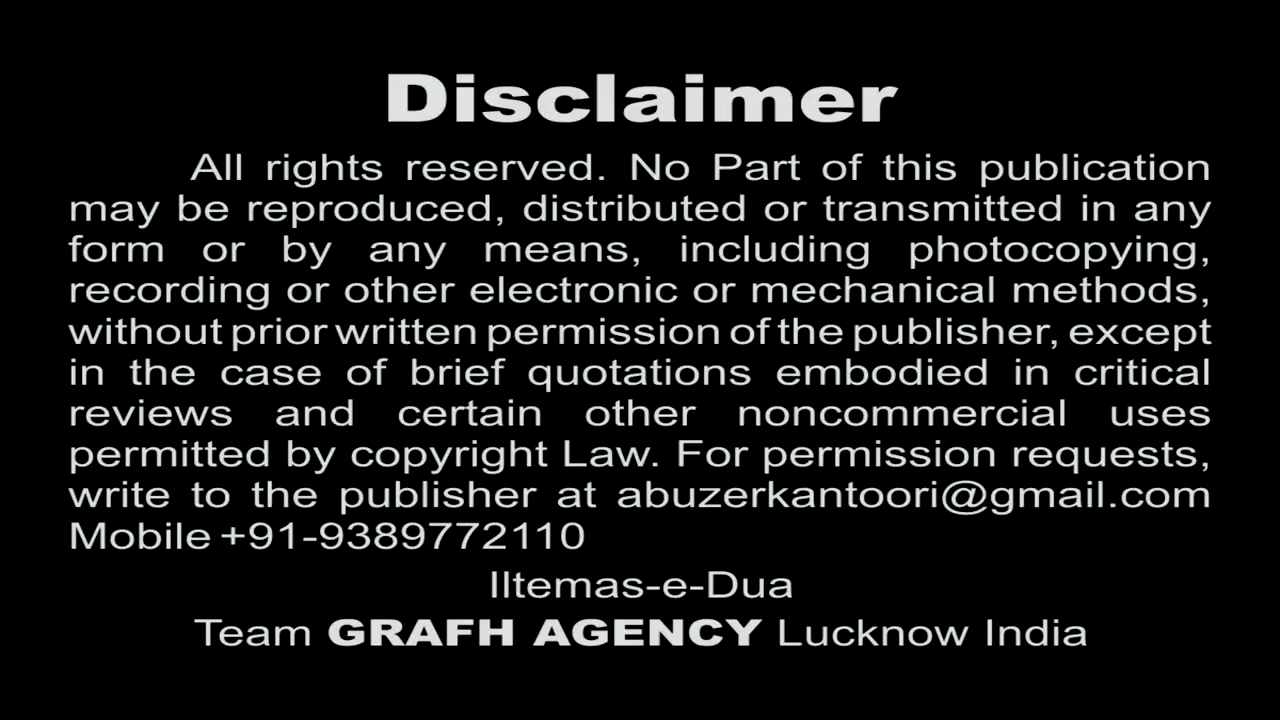 Disclaimer
All rights reserved. No Part of this publication
may be reproduced, distributed or transmitted in any
form or by any means, including photocopying,
recording or other electronic or mechanical methods,
without prior written permission of the publisher, except
in the case of brief quotations embodied in critical
reviews and certain other noncommercial uses
permitted by copyright Law. For permission requests,
write to the publisher at abuzerkantoori@gmail.com
Mobile +91-9389772110
Iltemas-e-Dua
Team GRAFH AGENCY Lucknow India